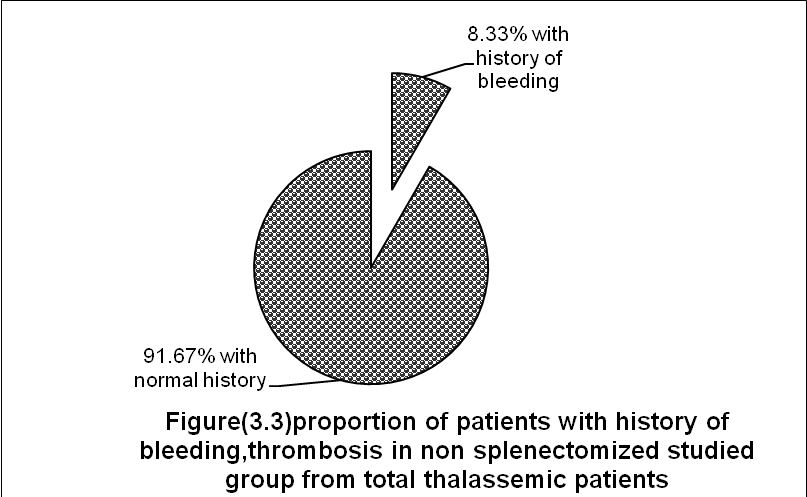 8.33% with
history of
bleeding
91.67% with
normal history
Figure(3.3)proportion of patients with history of
bleeding,thrombosis in non splenectomized studied
group from total thalassemic patients